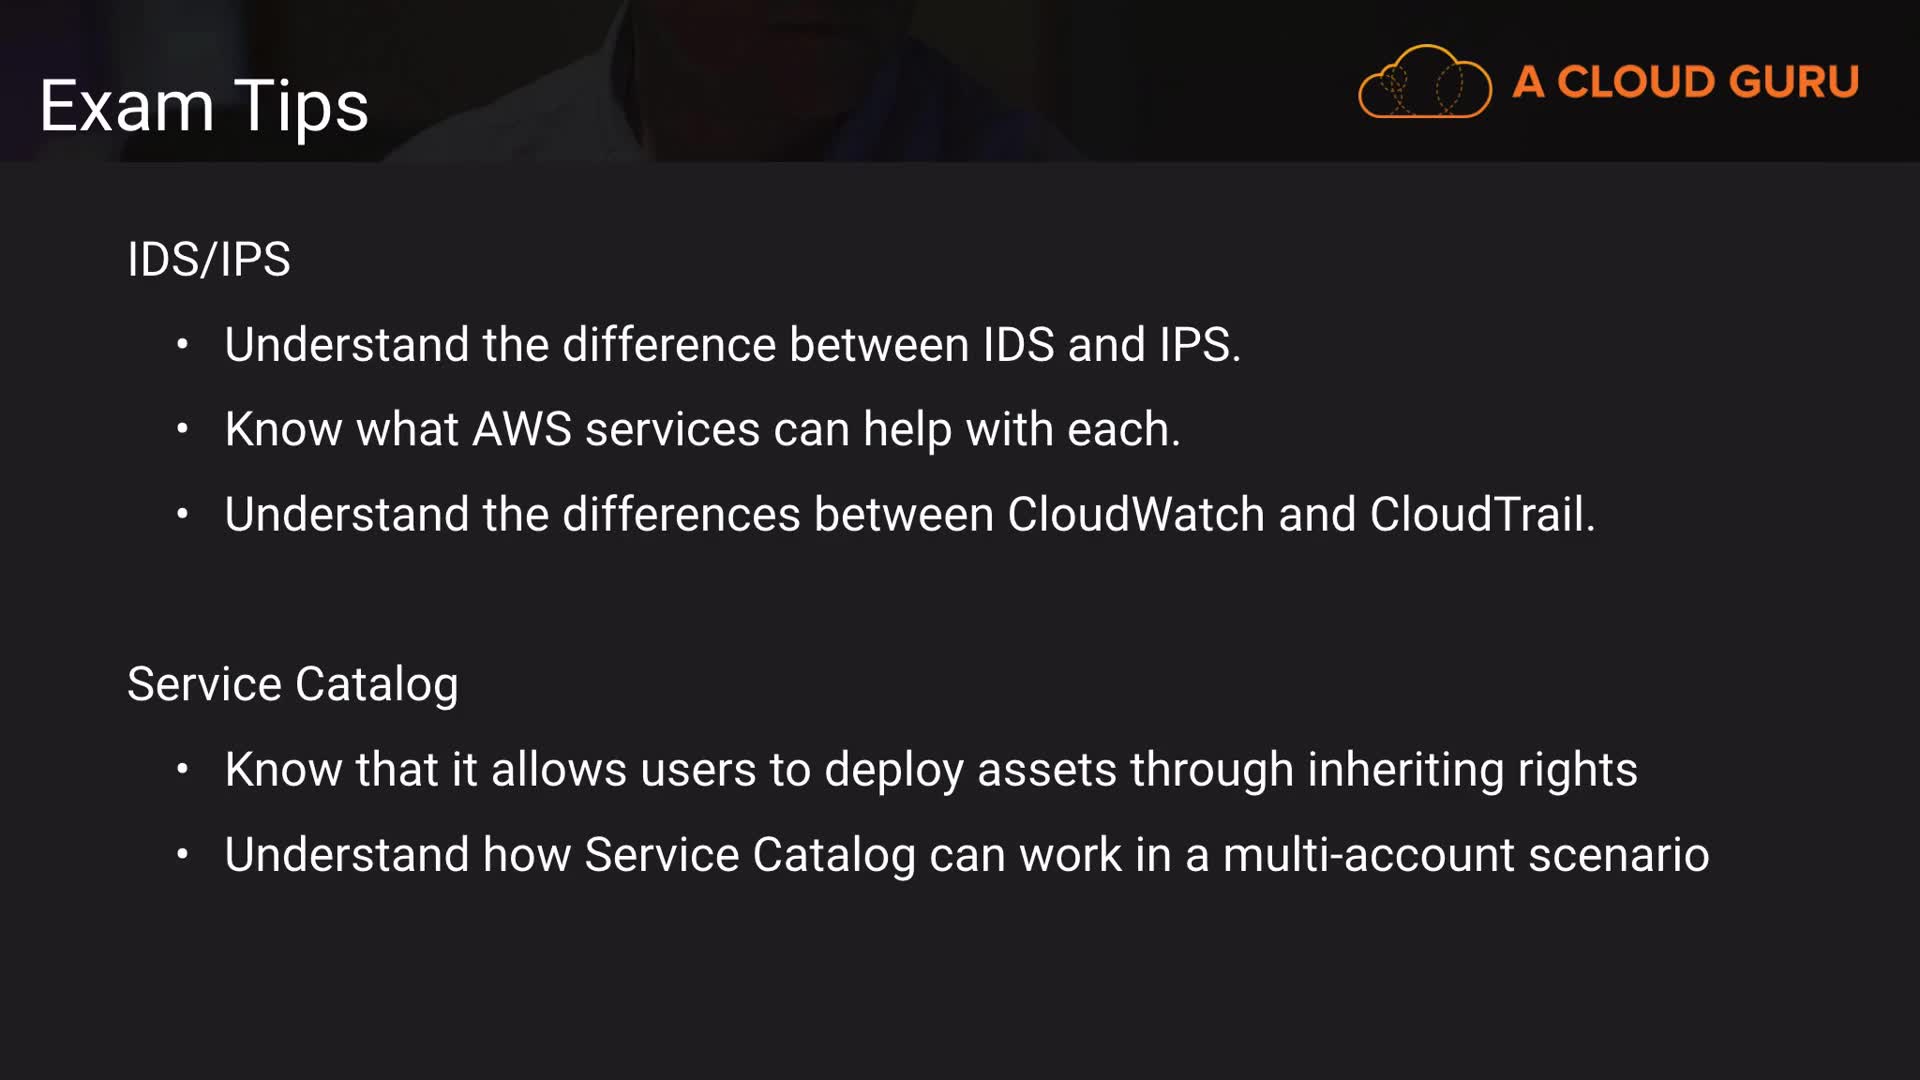 Exam Tips
A CLOUD GURU
IDS/IPS
• Understand the difference between IDS and IPS.
• Know what AWS services can help with each.
• Understand the differences between CloudWatch and CloudTrail.
Service Catalog
• Know that it allows users to deploy assets through inheriting rights
• Understand how Service Catalog can work in a multi-account scenario